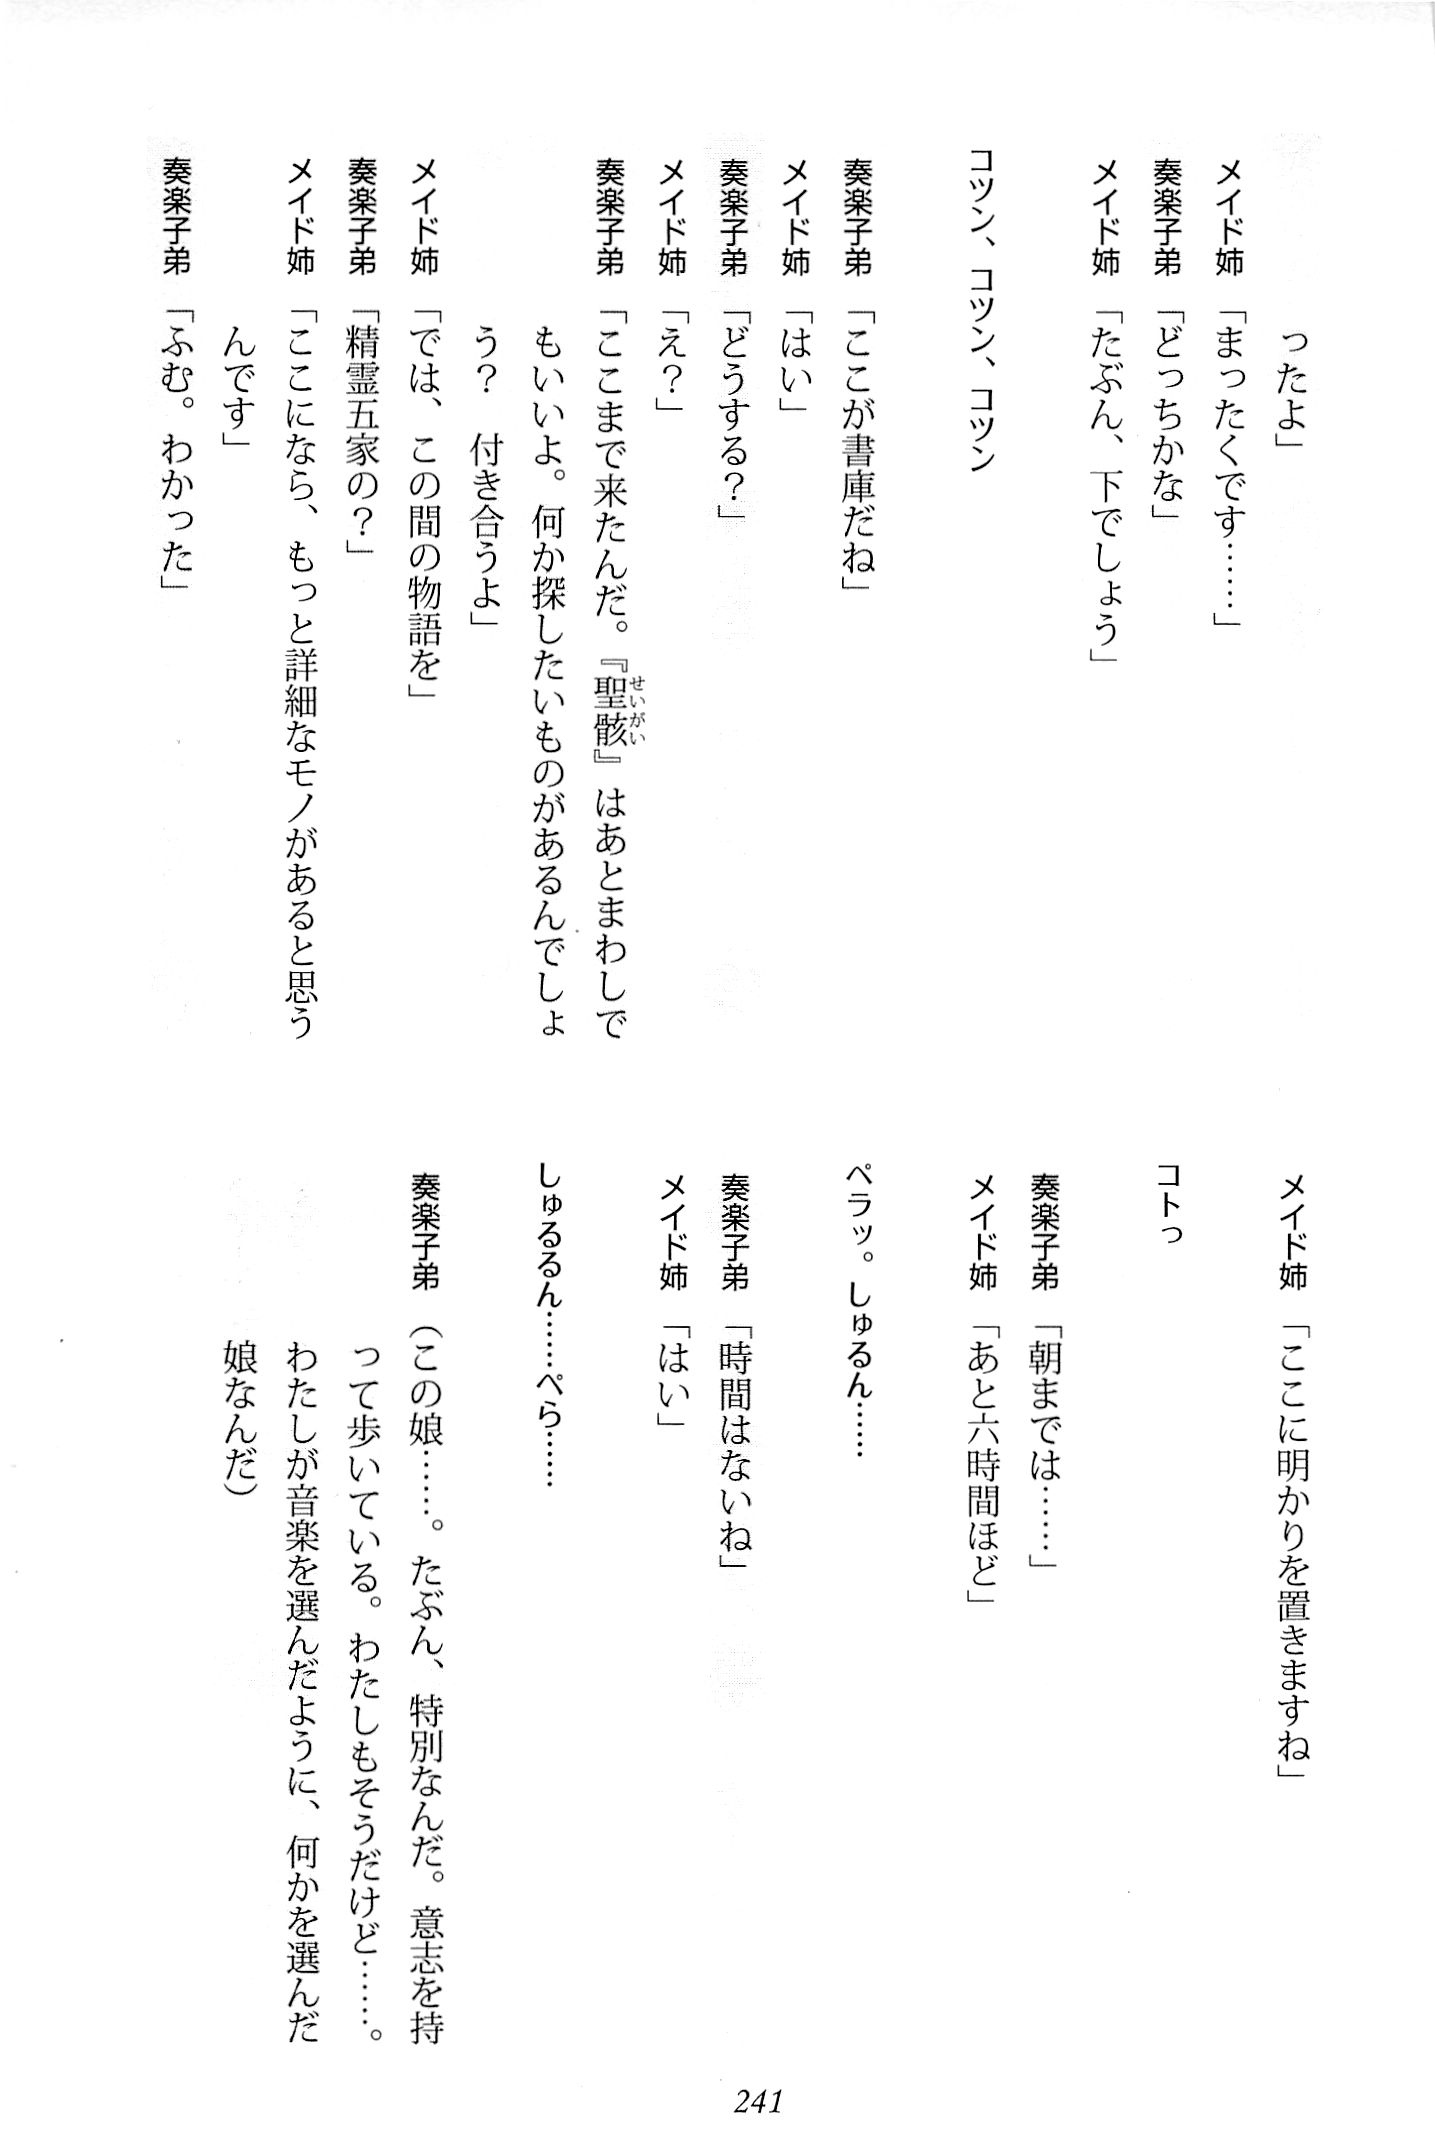 ったよ」
メイド姉「まったくです……」
奏楽子弟「どっちかな」
メイド姉「たぶん、下でしょう」
コツン、コツン、コツン
奏楽子弟「ここが書庫だね」
メイド姉「はい」
奏楽子弟「どうする？」
メイド姉「え？」
奏楽子弟「ここまで来たんだ。『聖骸』はあとまわしで
せいがい
もいいよ。何か探したいものがあるんでしょ
う？　付き合うよ」
メイド姉「では、この間の物語を」
奏楽子弟「精霊五家の？」
メイド姉「ここになら、もっと詳細なモノがあると思う
んです」
奏楽子弟「ふむ。わかった」
メイド姉「ここに明かりを置きますね」
コトっ
奏楽子弟「朝までは……」
メイド姉「あと六時間ほど」
ペラッ。しゅるん……
奏楽子弟「時間はないね」
メイド姉「はい」
しゅるるん……ぺら……
奏楽子弟（この娘……。たぶん、特別なんだ。意志を持
って歩いている。わたしもそうだけど……。
わたしが音楽を選んだように、何かを選んだ
娘なんだ）
241